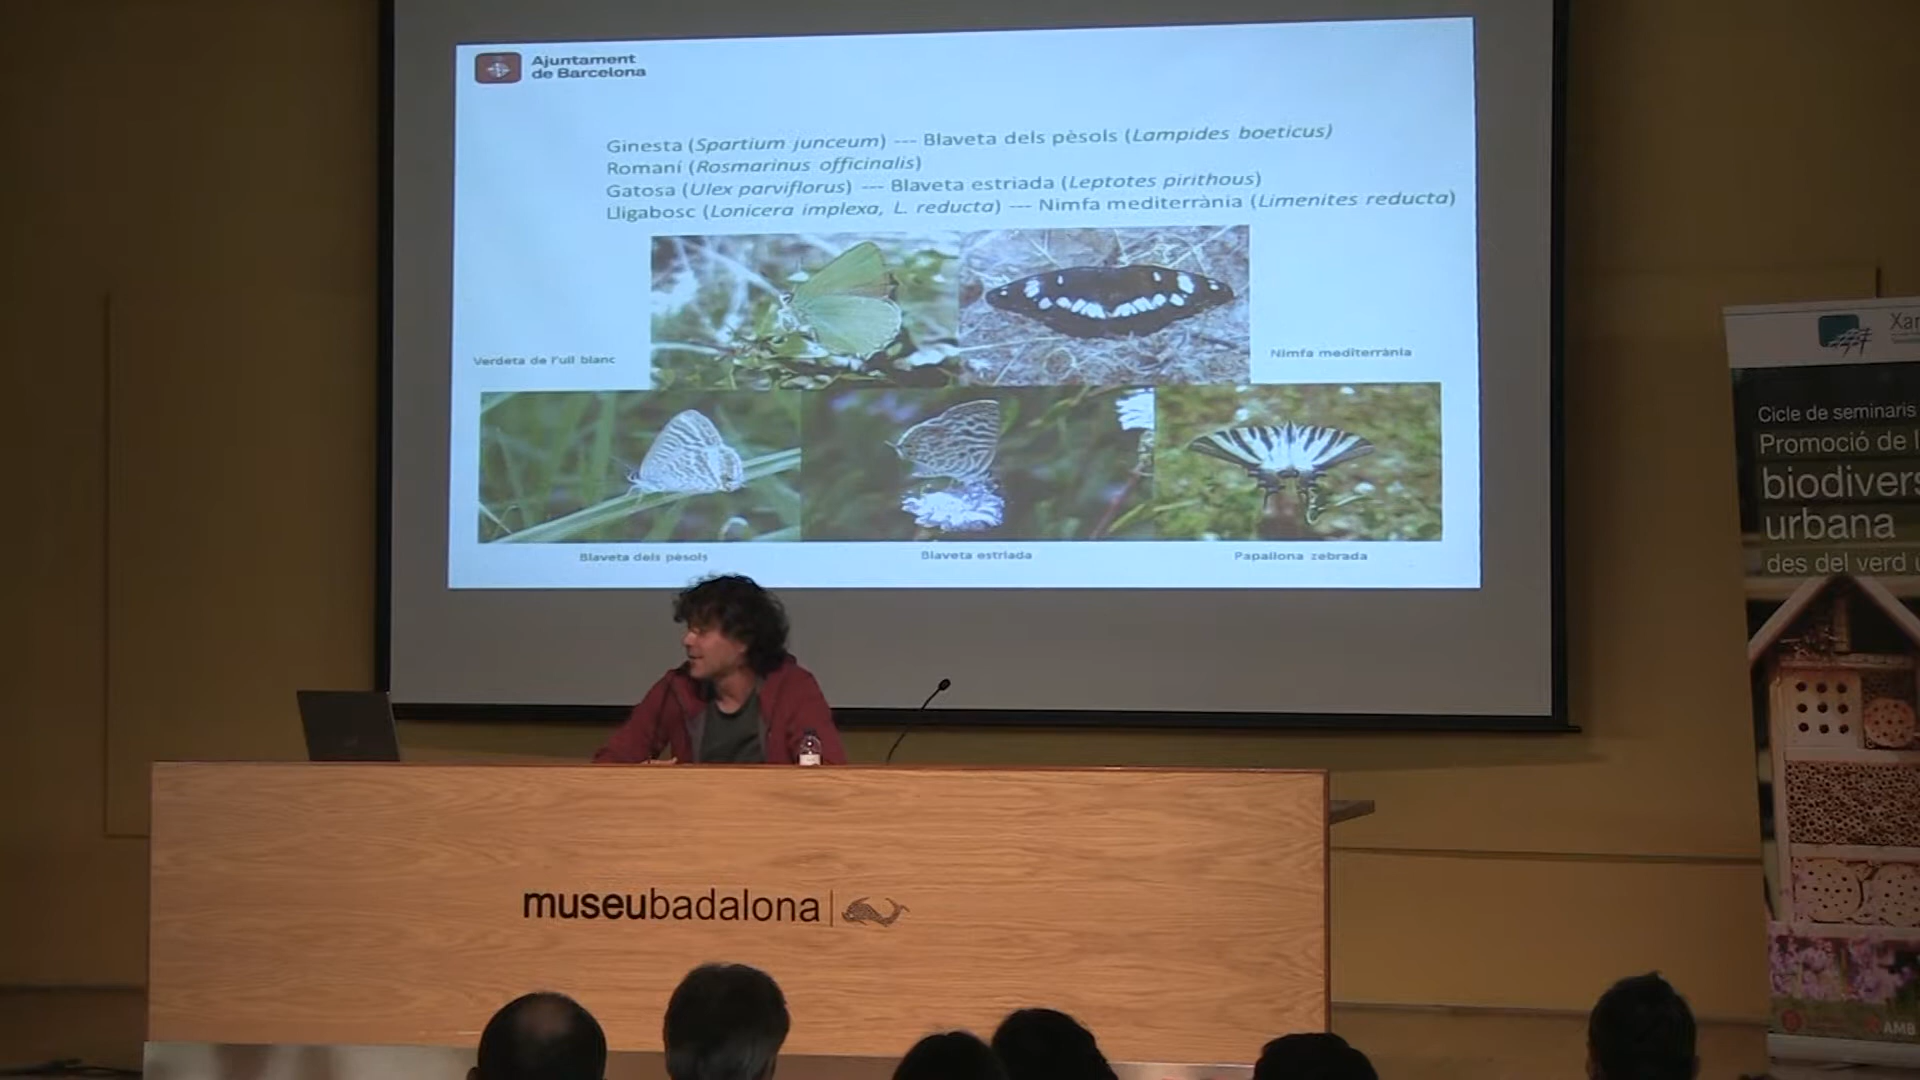 Ajuntament
de Barcelona
Ginesta (Spartium junceum) --- Blaveta dels pèsols (Lampides boeticus)
Romaní (Rosmarinus officinalis)
Gatosa (Ulex parviflorus) --- Blaveta estriada (Leptotes pirithous)
Lligabosc (Lonicera implexa, L. reducta) --- Nimfa mediterrània (Limenites reducta)
Verdeta de l'ull blanc
Nimfa mediterrània
Blaveta dels pèsols
Blaveta estriada
Papallona zebrada
museubadalona
Xar
Cicle de seminaris
Promoció de l
biodivers
urbana
des del verd u
AMB